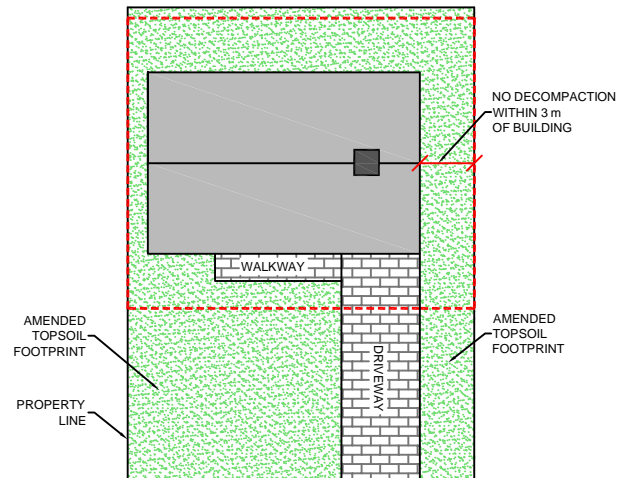 NO DECOMPACTION
WITHIN 3 m
OF BUILDING
WALKWAY
AMENDED
TOPSOIL
FOOTPRINT
AMENDED
TOPSOIL
FOOTPRINT
DRIVEWAY
PROPERTY
LINE